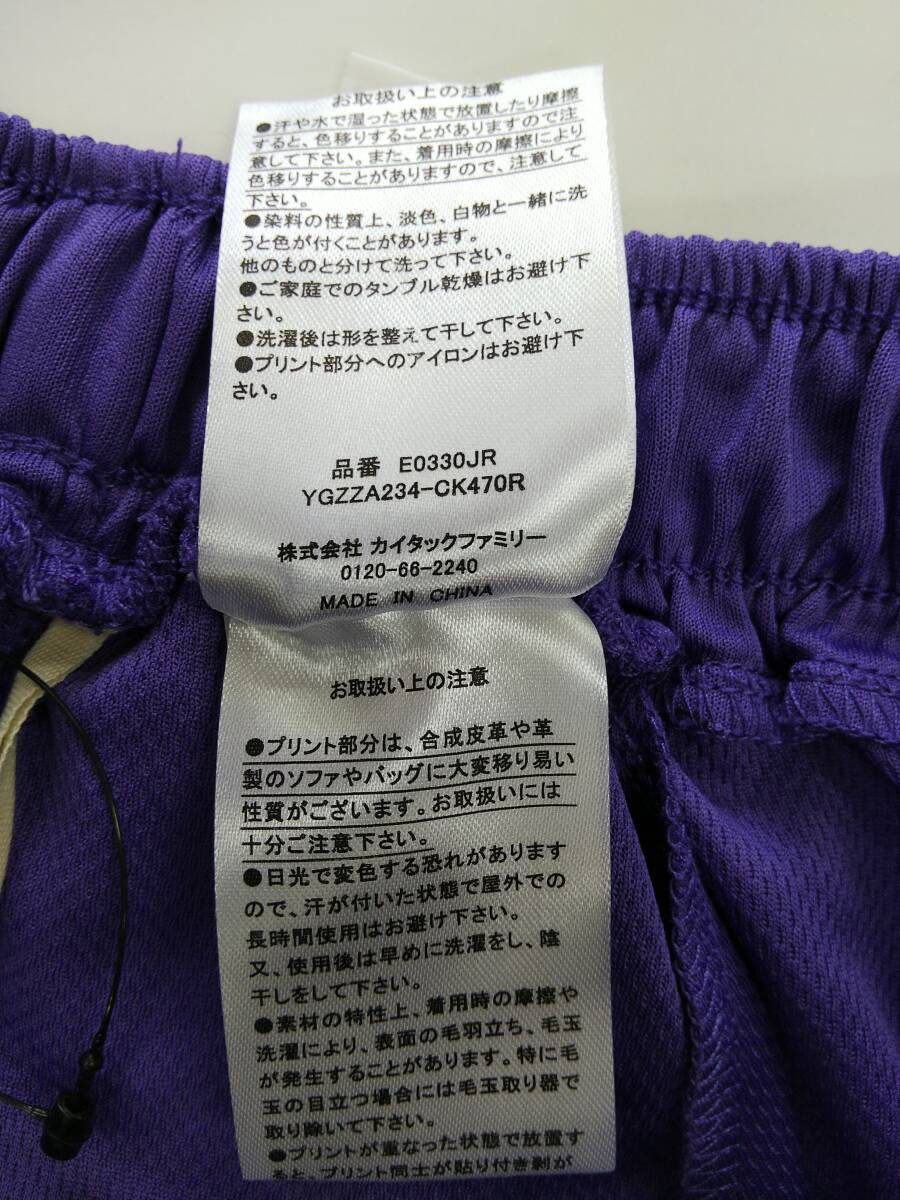 お取扱い上の注意
●汗や水で湿った状態で放置したり摩擦
すると、色移りすることがありますので注
意して下さい。また、着用時の摩擦により
色移りすることがありますので、注意して
下さい。
●染料の性質上、淡色、白物と一緒に洗
うと色が付くことがあります。
他のものと分けて洗って下さい。
●ご家庭でのタンブル乾燥はお避け下
さい。
●洗濯後は形を整えて干して下さい。
●プリント部分へのアイロンはお避け下
さい。
品番 E0330JR
YGZZA234-CK470R
株式会社 カイタックファミリー
0120-66-2240
MADE IN CHINA
お取扱い上の注意
●プリント部分は、合成皮革や革
製のソファやバッグに大変移り易い
性質がございます。お取扱いには
十分ご注意下さい。
●日光で変色する恐れがあります
ので、汗が付いた状態で屋外での
長時間使用はお避け下さい。
又、使用後は早めに洗濯をし、陰
干しをして下さい。
●素材の特性上、着用時の摩擦や
洗濯により、表面の毛羽立ち、毛玉
が発生することがあります。特に毛
玉の目立つ場合には毛玉取り器で
取り除いて下さい。
●プリントが重なった状態で放置す
ると、プリント同士が貼り付き剥が